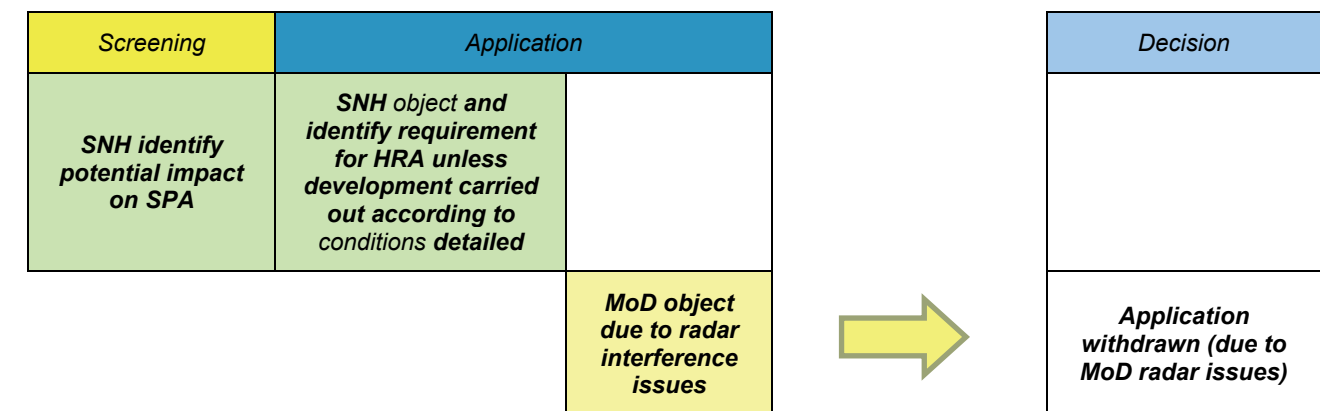 Screening
Application
Decision
SNH identify
potential impact
on SPA
SNH object and
identify requirement
for HRA unless
development carried
out according to
conditions detailed
MoD object
due to radar
interference
issues
Application
withdrawn (due to
MoD radar issues)